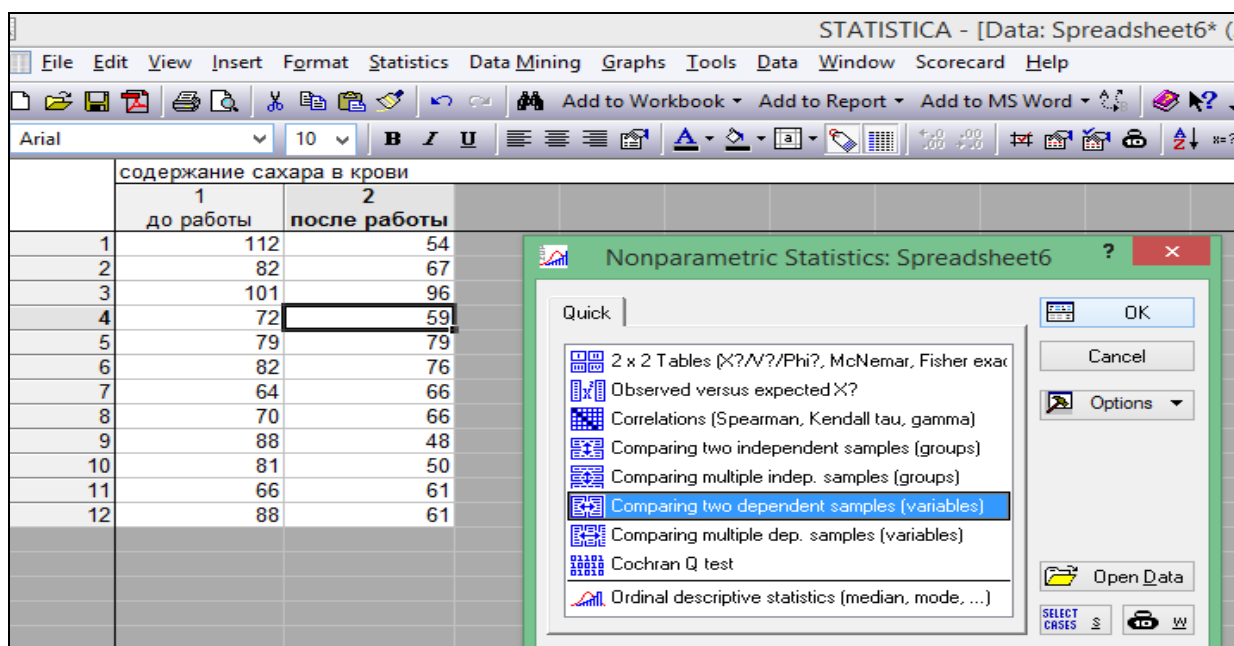 STATISTICA - [Data: Spreadsheet6* (
File Edit View Insert Format Statistics Data Mining Graphs Tools Data Window Scorecard Help
Add to Workbook Add to Report Add to MS Word
Arial 10 B I U
содержание сахара в крови
1 2
до работы после работы
1 112 54
2 82 67
3 101 96
4 72 59
5 79 79
6 82 76
7 64 66
8 70 66
9 88 48
10 81 50
11 66 61
12 88 61
Nonparametric Statistics: Spreadsheet6 ? ×
Quick
2 x 2 Tables (X?/V?/Phi?, McNemar, Fisher exac
Observed versus expected X?
Correlations (Spearman, Kendall tau, gamma)
Comparing two independent samples (groups)
Comparing multiple indep. samples (groups)
Comparing two dependent samples (variables)
Comparing multiple dep. samples (variables)
Cochran Q test
Ordinal descriptive statistics (median, mode, ...)
OK
Cancel
Options
Open Data
SELECT CASES S W